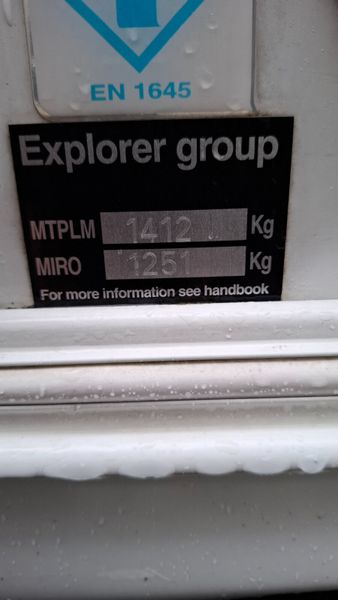 EN 1645
Explorer group
MTPLM 1412 Kg
MIRO 1251 Kg
For more information see handbook